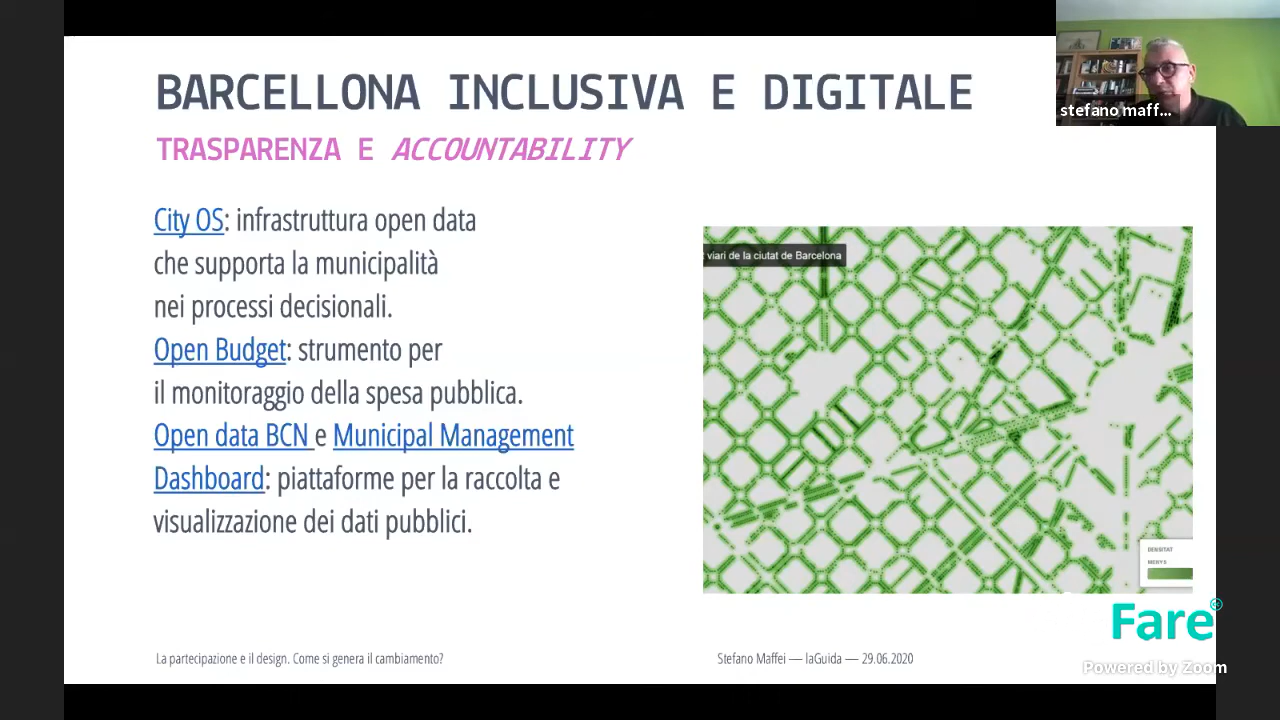 BARCELLONA INCLUSIVA E DIGITALE
TRASPARENZA E ACCOUNTABILITY
stefano maff...
City OS: infrastruttura open data
che supporta la municipalità
nei processi decisionali.
Open Budget: strumento per
il monitoraggio della spesa pubblica.
Open data BCN e Municipal Management
Dashboard: piattaforme per la raccolta e
visualizzazione dei dati pubblici.
viari de la ciutat de Barcelona
DENSITAT
MENYS
Fare
La partecipazione e il design. Come si genera il cambiamento?
Stefano Maffei — laGuida — 29.06.2020
Powered by Zoom